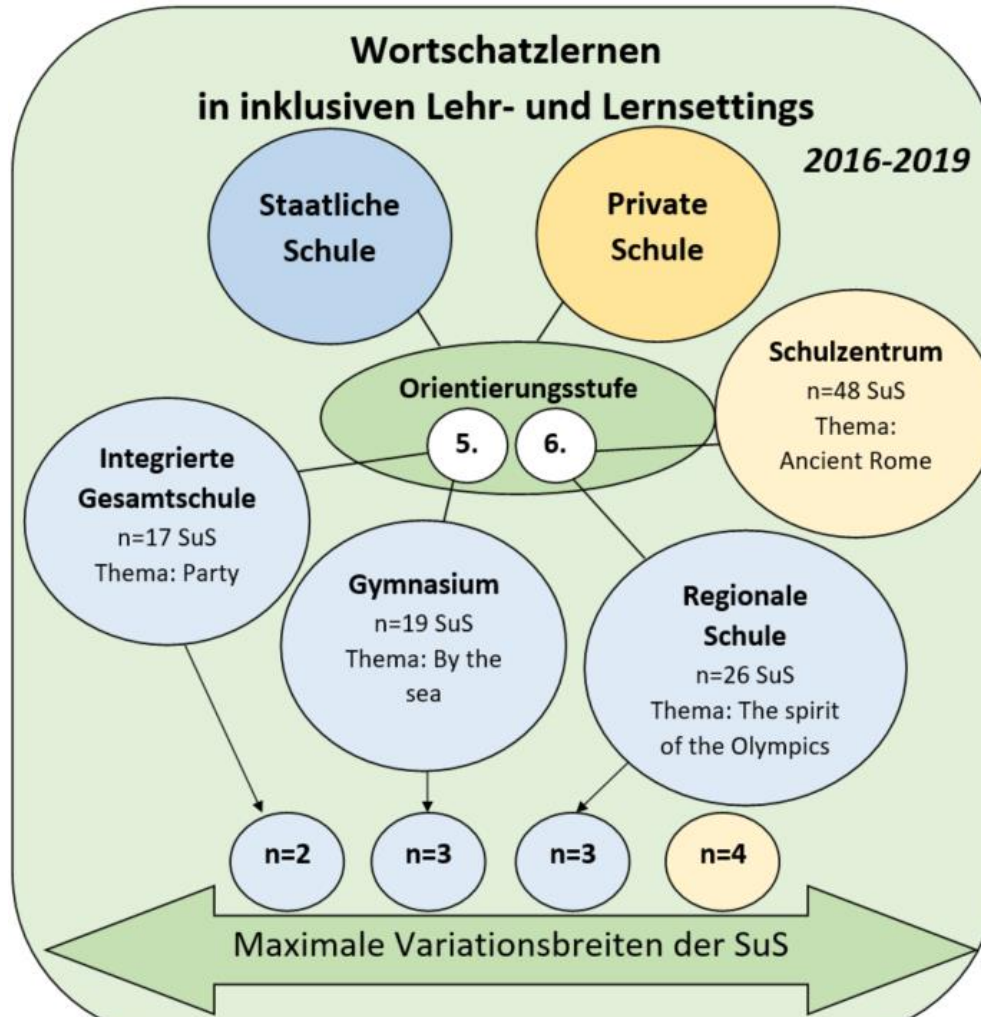 Wortschatzlernen
in inklusiven Lehr- und Lernsettings
2016-2019
Staatliche
Schule
Private
Schule
Orientierungsstufe
5.
6.
Schulzentrum
n=48 SuS
Thema:
Ancient Rome
Integrierte
Gesamtschule
n=17 SuS
Thema: Party
Gymnasium
n=19 SuS
Thema: By the
sea
Regionale
Schule
n=26 SuS
Thema: The spirit
of the Olympics
n=2
n=3
n=3
n=4
Maximale Variationsbreiten der SuS